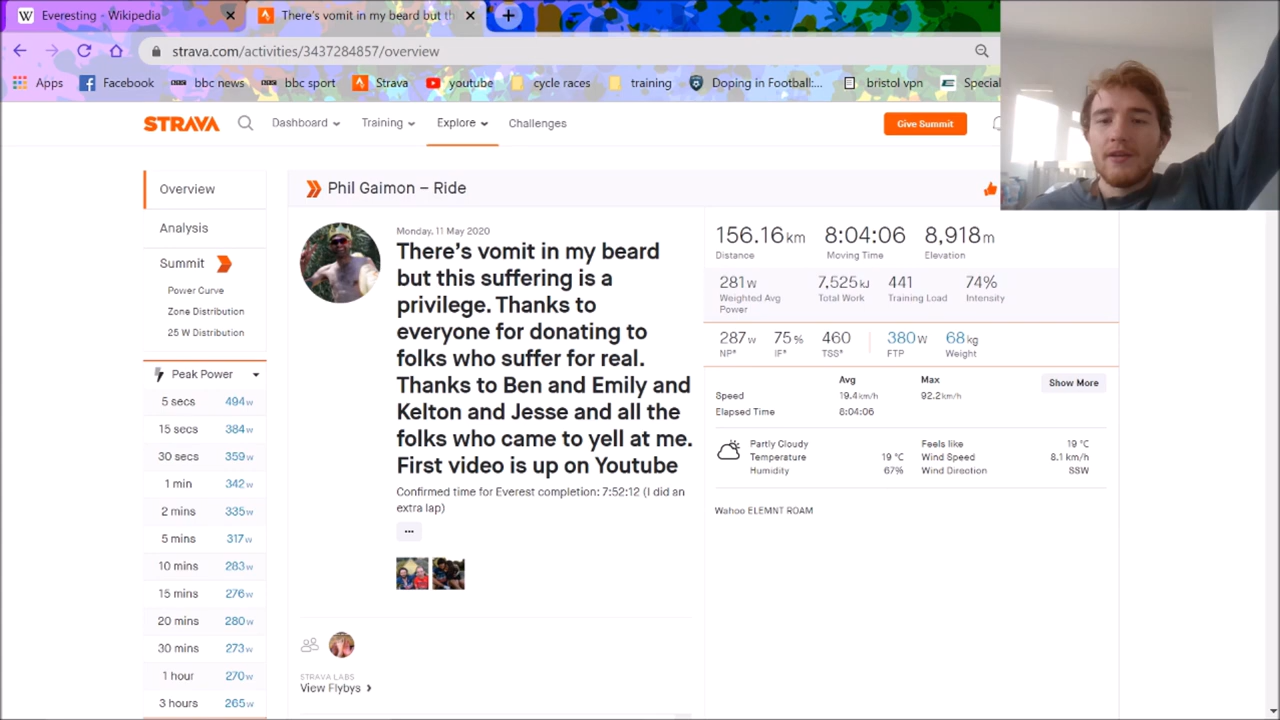 Everesting - Wikipedia
There's vomit in my beard but th
strava.com/activities/3437284857/overview
Apps
Facebook
bbc news
bbc sport
Strava
youtube
cycle races
training
Doping in Football:...
bristol vpn
Special
STRAVA
Dashboard
Training
Explore
Challenges
Give Summit
Overview
Analysis
Summit
Power Curve
Zone Distribution
25 W Distribution
Peak Power
5 secs 494w
15 secs 384w
30 secs 359w
1 min 342w
2 mins 335w
5 mins 317w
10 mins 283w
15 mins 276w
20 mins 280w
30 mins 273w
1 hour 270w
3 hours 265w
Phil Gaimon – Ride
Monday, 11 May 2020
There's vomit in my beard
but this suffering is a
privilege. Thanks to
everyone for donating to
folks who suffer for real.
Thanks to Ben and Emily and
Kelton and Jesse and all the
folks who came to yell at me.
First video is up on Youtube
Confirmed time for Everest completion: 7:52:12 (I did an
extra lap)
STRAVA LABS
View Flybys
156.16km 8:04:06 8,918m
Distance Moving Time Elevation
281w 7,525kJ 441 74%
Weighted Avg Total Work Training Load Intensity
Power
287w 75% 460 380w 68kg
NP® IF® TSS® FTP Weight
Avg Max Show More
Speed 19.4km/h 92.2km/h
Elapsed Time 8:04:06
Partly Cloudy Feels like 19 °C
Temperature 19 °C Wind Speed 8.1 km/h
Humidity 67% Wind Direction SSW
Wahoo ELEMNT ROAM